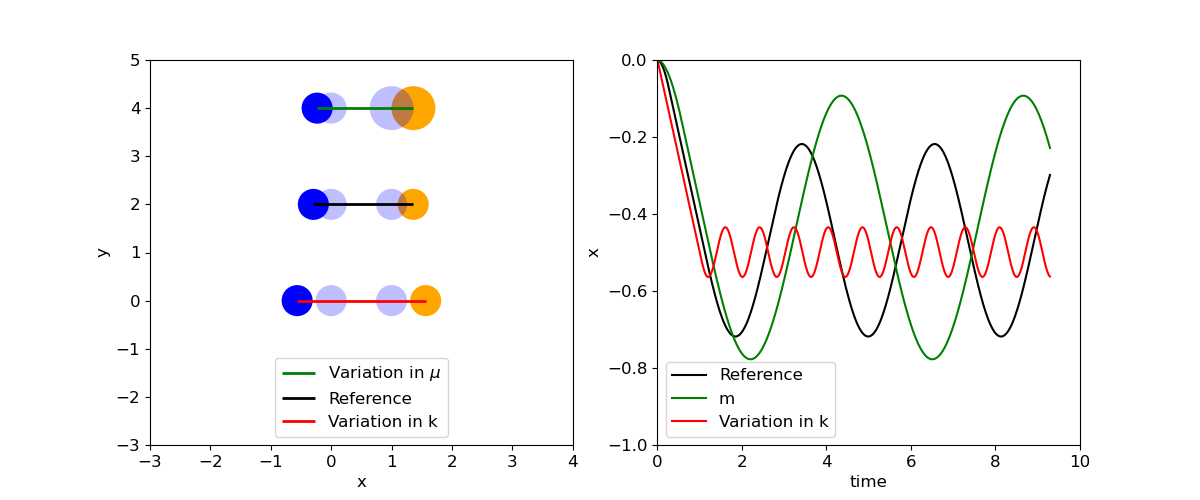 5
4
3
2
1
0
−1
−2
−3
y
−3 −2 −1 0 1 2 3 4
x
Variation in μ
Reference
Variation in k
0.0
−0.2
−0.4
−0.6
−0.8
−1.0
x
0 2 4 6 8 10
time
Reference
m
Variation in k